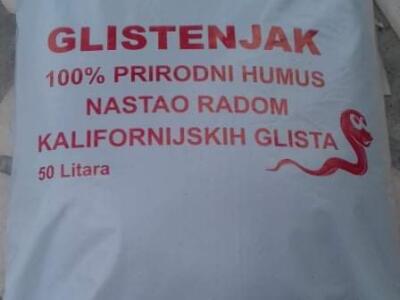 GLISTENJAK
100% PRIRODNI HUMUS
NASTAO RADOM
KALIFORNIJSKIH GLISTA
50 Litara